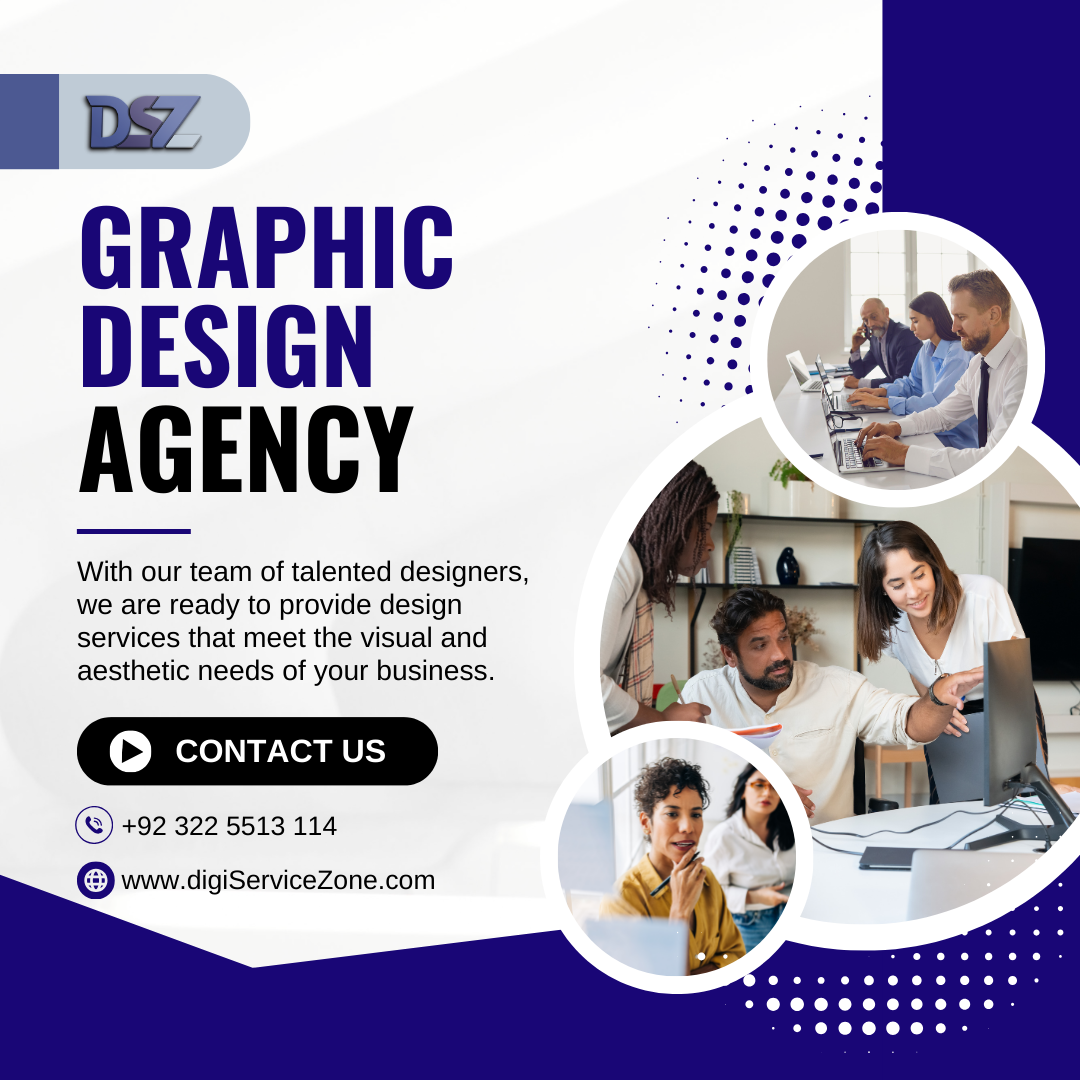 DSZ
GRAPHIC
DESIGN
AGENCY
With our team of talented designers,
we are ready to provide design
services that meet the visual and
aesthetic needs of your business.
CONTACT US
+92 322 5513 114
www.digiServiceZone.com